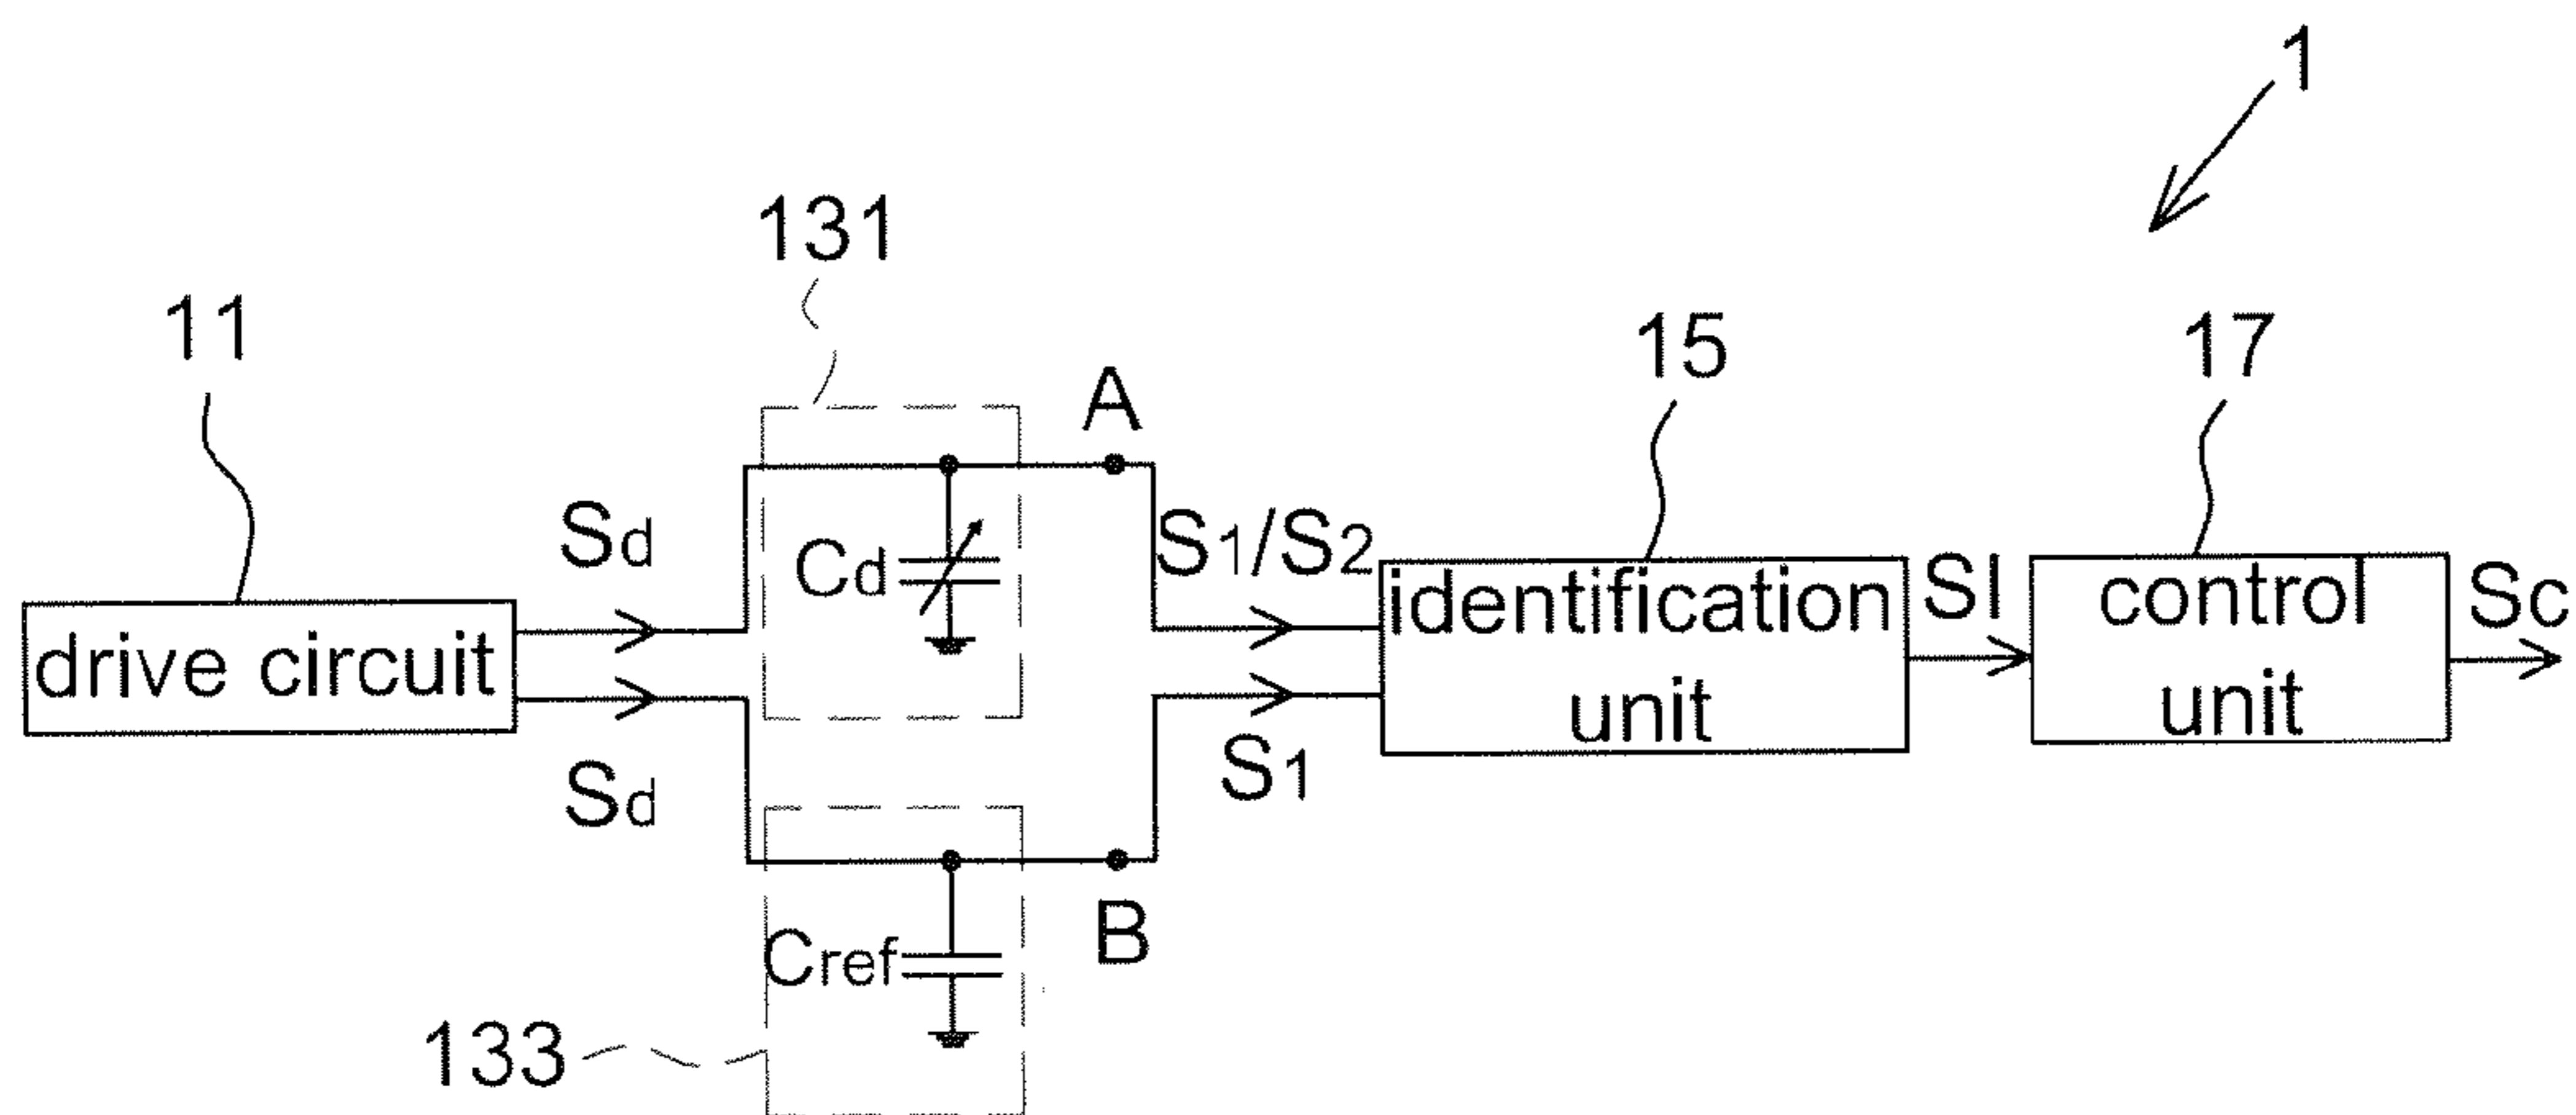 1
131
11
15
17
A
Sd
Cd
S1/S2
drive circuit
identification
unit
SI
control
unit
Sc
Sd
S1
B
Cref
133